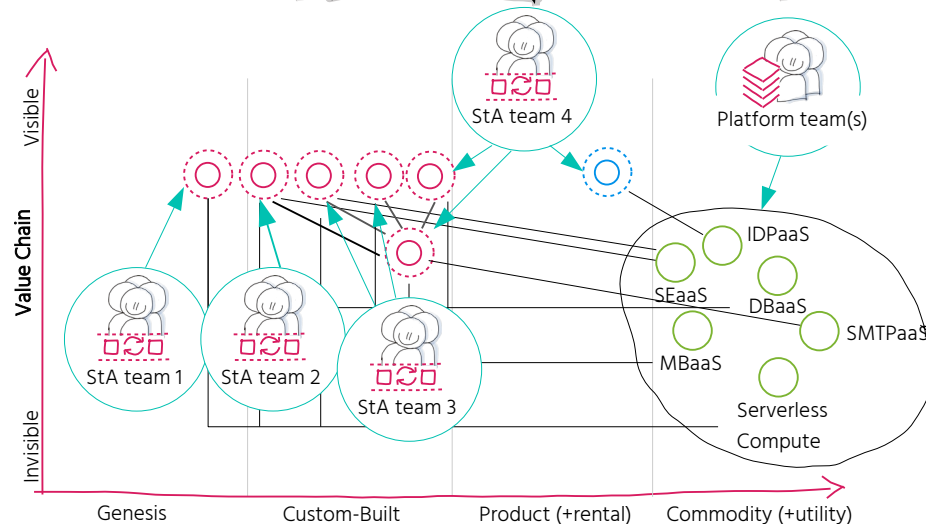 StA team 4
Platform team(s)
Visible
Value Chain
Invisible
IDPaaS
SEaaS
DBaaS
SMTPaaS
MBaaS
Serverless
Compute
StA team 1
StA team 2
StA team 3
Genesis
Custom-Built
Product (+rental)
Commodity (+utility)